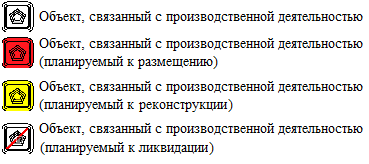 Объект, связанный с производственной деятельностью
Объект, связанный с производственной деятельностью
(планируемый к размещению)
Объект, связанный с производственной деятельностью
(планируемый к реконструкции)
Объект, связанный с производственной деятельностью
(планируемый к ликвидации)